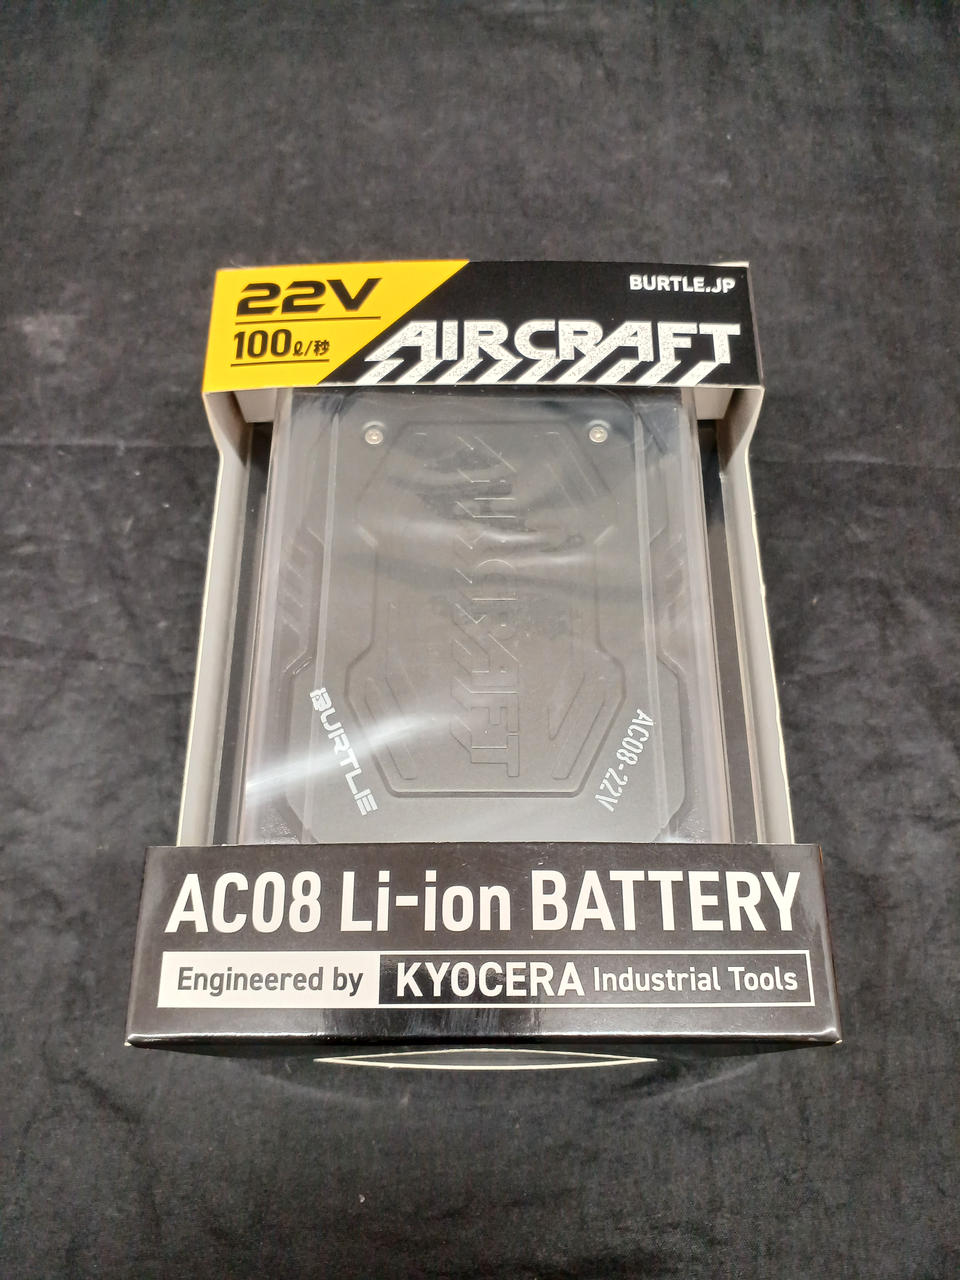 22V
100ℓ/秒
BURTLE.JP
AIRCRAFT
AIRCRAFT
BURTLE
AC08-22V
AC08 Li-ion BATTERY
Engineered by KYOCERA Industrial Tools